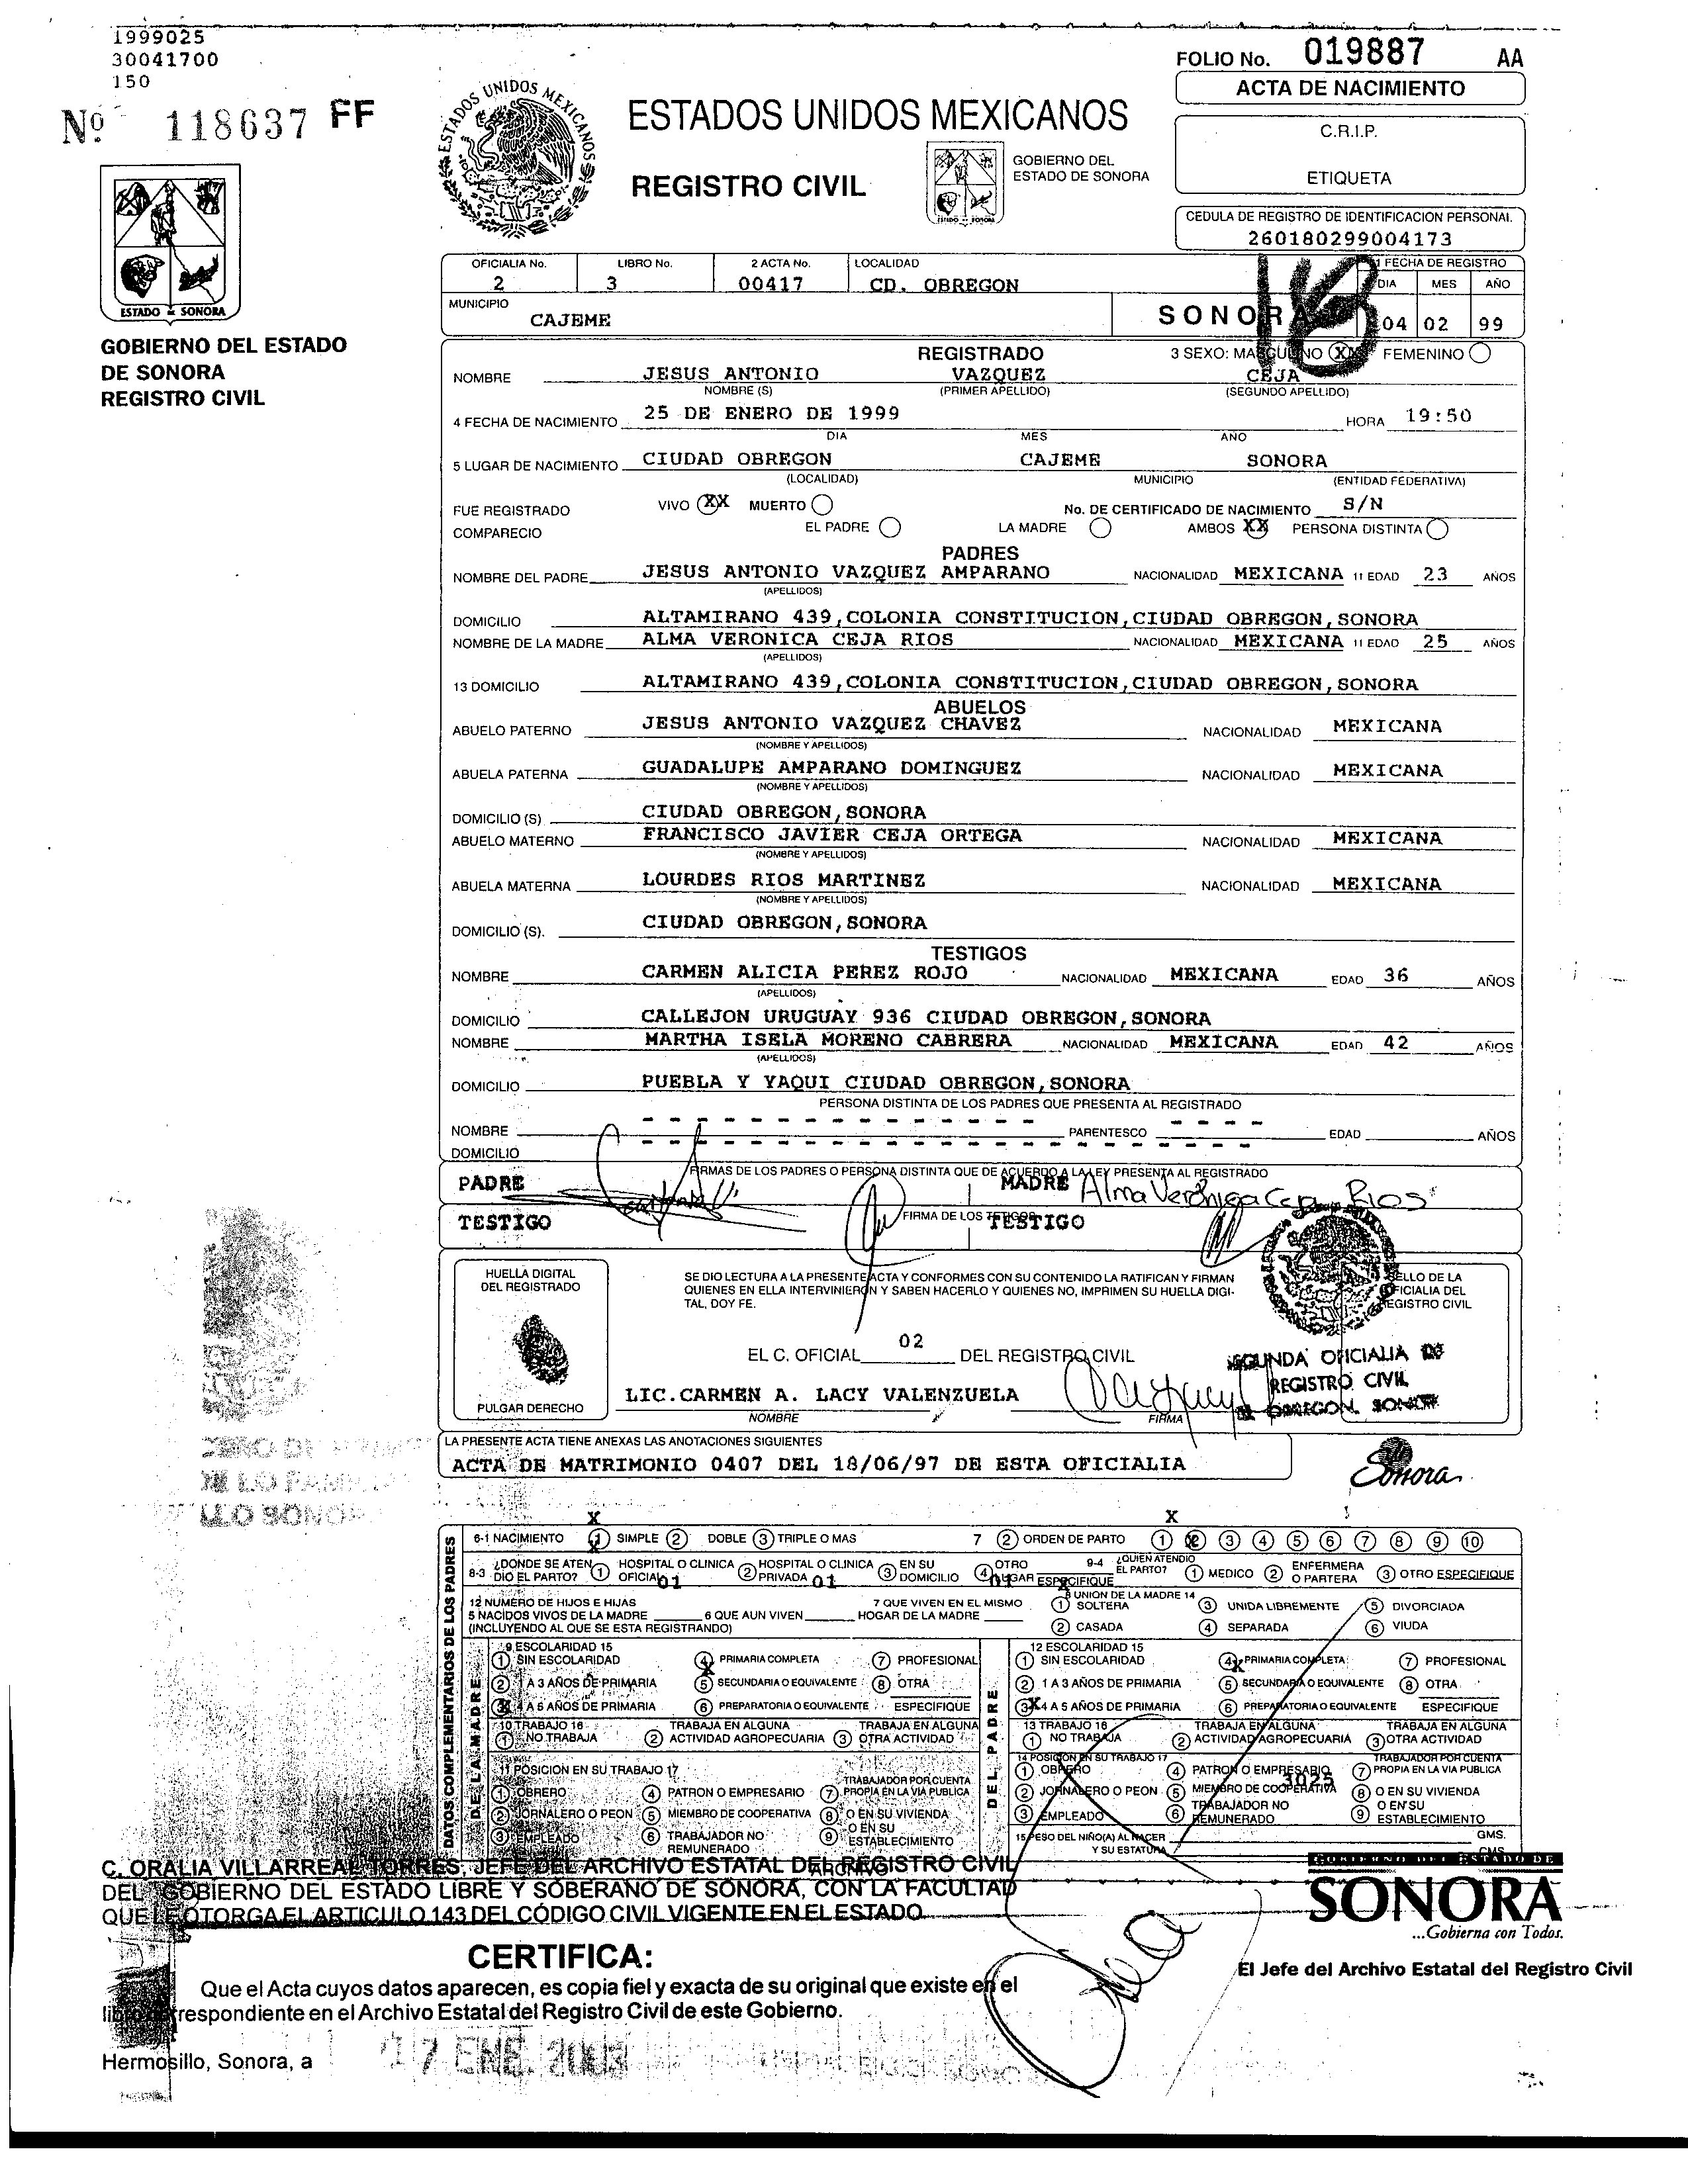 1999025
30041700
150
Nº 118637 FF
FOLIO No. 019887 AA
ACTA DE NACIMIENTO
C.R.I.P.
ETIQUETA
CEDULA DE REGISTRO DE IDENTIFICACION PERSONAL
260180299004173
ESTADOS UNIDOS MEXICANOS
ESTADOS UNIDOS MEXICANOS
REGISTRO CIVIL
GOBIERNO DEL
ESTADO DE SONORA
ESTADO DE SONORA
GOBIERNO DEL ESTADO
DE SONORA
REGISTRO CIVIL
OFICIALIA No. LIBRO No. 2 ACTA No. LOCALIDAD 1 FECHA DE REGISTRO
2 3 00417 CD. OBREGON DIA MES AÑO
MUNICIPIO CAJEME SONORA 04 02 99
REGISTRADO 3 SEXO: MASCULINO X FEMENINO
NOMBRE JESUS ANTONIO VAZQUEZ CEJA
NOMBRE (S) (PRIMER APELLIDO) (SEGUNDO APELLIDO)
4 FECHA DE NACIMIENTO 25 DE ENERO DE 1999 HORA 19:50
DIA MES AÑO
5 LUGAR DE NACIMIENTO CIUDAD OBREGON CAJEME SONORA
(LOCALIDAD) MUNICIPIO (ENTIDAD FEDERATIVA)
FUE REGISTRADO VIVO XX MUERTO No. DE CERTIFICADO DE NACIMIENTO S/N
COMPARECIO EL PADRE LA MADRE AMBOS XX PERSONA DISTINTA
PADRES
NOMBRE DEL PADRE JESUS ANTONIO VAZQUEZ AMPARANO NACIONALIDAD MEXICANA 11 EDAD 23 AÑOS
(APELLIDOS)
DOMICILIO ALTAMIRANO 439,COLONIA CONSTITUCION,CIUDAD OBREGON,SONORA
NOMBRE DE LA MADRE ALMA VERONICA CEJA RIOS NACIONALIDAD MEXICANA 11 EDAD 25 AÑOS
(APELLIDOS)
13 DOMICILIO ALTAMIRANO 439,COLONIA CONSTITUCION,CIUDAD OBREGON,SONORA
ABUELOS
ABUELO PATERNO JESUS ANTONIO VAZQUEZ CHAVEZ NACIONALIDAD MEXICANA
(NOMBRE Y APELLIDOS)
ABUELA PATERNA GUADALUPE AMPARANO DOMINGUEZ NACIONALIDAD MEXICANA
(NOMBRE Y APELLIDOS)
DOMICILIO (S) CIUDAD OBREGON,SONORA
ABUELO MATERNO FRANCISCO JAVIER CEJA ORTEGA NACIONALIDAD MEXICANA
(NOMBRE Y APELLIDOS)
ABUELA MATERNA LOURDES RIOS MARTINEZ NACIONALIDAD MEXICANA
(NOMBRE Y APELLIDOS)
DOMICILIO (S). CIUDAD OBREGON,SONORA
TESTIGOS
NOMBRE CARMEN ALICIA PEREZ ROJO NACIONALIDAD MEXICANA EDAD 36 AÑOS
(APELLIDOS)
DOMICILIO CALLEJON URUGUAY 936 CIUDAD OBREGON,SONORA
NOMBRE MARTHA ISELA MORENO CABRERA NACIONALIDAD MEXICANA EDAD 42 AÑOS
(APELLIDOS)
DOMICILIO PUEBLA Y YAQUI CIUDAD OBREGON,SONORA
PERSONA DISTINTA DE LOS PADRES QUE PRESENTA AL REGISTRADO
NOMBRE PARENTESCO EDAD AÑOS
DOMICILIO
FIRMAS DE LOS PADRES O PERSONA DISTINTA QUE DE ACUERDO A LA LEY PRESENTA AL REGISTRADO
PADRE MADRE Alma Verónica Ceja Rios
FIRMA DE LOS TETIGOS
TESTIGO TESTIGO
HUELLA DIGITAL
DEL REGISTRADO
PULGAR DERECHO
SE DIO LECTURA A LA PRESENTE ACTA Y CONFORMES CON SU CONTENIDO LA RATIFICAN Y FIRMAN
QUIENES EN ELLA INTERVINIERON Y SABEN HACERLO Y QUIENES NO, IMPRIMEN SU HUELLA DIGI-
TAL, DOY FE.
SELLO DE LA
OFICIALIA DEL
REGISTRO CIVIL
EL C. OFICIAL 02 DEL REGISTRO CIVIL
LIC.CARMEN A. LACY VALENZUELA
NOMBRE FIRMA
SEGUNDA OFICIALIA DE
REGISTRO CIVIL
OBREGON, SONORA
LA PRESENTE ACTA TIENE ANEXAS LAS ANOTACIONES SIGUIENTES
ACTA DE MATRIMONIO 0407 DEL 18/06/97 DE ESTA OFICIALIA
Sonora
DATOS COMPLEMENTARIOS DE LOS PADRES
6-1 NACIMIENTO 1 SIMPLE 2 DOBLE 3 TRIPLE O MAS 7 2 ORDEN DE PARTO 1 2 3 4 5 6 7 8 9 10
8-3 ¿DONDE SE ATENDIO EL PARTO? 1 HOSPITAL O CLINICA OFICIAL 2 HOSPITAL O CLINICA PRIVADA 3 EN SU DOMICILIO 4 OTRO LUGAR ESPECIFIQUE 9-4 ¿QUIEN ATENDIO EL PARTO? 1 MEDICO 2 ENFERMERA O PARTERA 3 OTRO ESPECIFIQUE
01 01 01
12 NUMERO DE HIJOS E HIJAS
5 NACIDOS VIVOS DE LA MADRE 6 QUE AUN VIVEN 7 QUE VIVEN EN EL MISMO HOGAR DE LA MADRE
(INCLUYENDO AL QUE SE ESTA REGISTRANDO)
8 UNION DE LA MADRE 14
1 SOLTERA 3 UNIDA LIBREMENTE 5 DIVORCIADA
2 CASADA 4 SEPARADA 6 VIUDA
DE LA MADRE
9 ESCOLARIDAD 15
1 SIN ESCOLARIDAD 4 PRIMARIA COMPLETA 7 PROFESIONAL
2 1 A 3 AÑOS DE PRIMARIA 5 SECUNDARIA O EQUIVALENTE 8 OTRA
3 4 A 5 AÑOS DE PRIMARIA 6 PREPARATORIA O EQUIVALENTE ESPECIFIQUE
10 TRABAJO 16
1 NO TRABAJA 2 TRABAJA EN ALGUNA ACTIVIDAD AGROPECUARIA 3 TRABAJA EN ALGUNA OTRA ACTIVIDAD
11 POSICION EN SU TRABAJO 17
1 OBRERO 4 PATRON O EMPRESARIO 7 TRABAJADOR POR CUENTA PROPIA EN LA VIA PUBLICA
2 JORNALERO O PEON 5 MIEMBRO DE COOPERATIVA 8 O EN SU VIVIENDA
3 EMPLEADO 6 TRABAJADOR NO REMUNERADO 9 O EN SU ESTABLECIMIENTO
DEL PADRE
12 ESCOLARIDAD 15
1 SIN ESCOLARIDAD 4 PRIMARIA COMPLETA 7 PROFESIONAL
2 1 A 3 AÑOS DE PRIMARIA 5 SECUNDARIA O EQUIVALENTE 8 OTRA
3 4 A 5 AÑOS DE PRIMARIA 6 PREPARATORIA O EQUIVALENTE ESPECIFIQUE
13 TRABAJO 16
1 NO TRABAJA 2 TRABAJA EN ALGUNA ACTIVIDAD AGROPECUARIA 3 TRABAJA EN ALGUNA OTRA ACTIVIDAD
14 POSICION EN SU TRABAJO 17
1 OBRERO 4 PATRON O EMPRESARIO 7 TRABAJADOR POR CUENTA PROPIA EN LA VIA PUBLICA
3025
2 JORNALERO O PEON 5 MIEMBRO DE COOPERATIVA 8 O EN SU VIVIENDA
3 EMPLEADO 6 TRABAJADOR NO REMUNERADO 9 O EN SU ESTABLECIMIENTO
15 PESO DEL NIÑO(A) AL NACER GMS.
Y SU ESTATURA CMS.
ARCHIVO
C. ORALIA VILLARREAL TORRES, JEFE DEL ARCHIVO ESTATAL DEL REGISTRO CIVIL
DEL GOBIERNO DEL ESTADO LIBRE Y SOBERANO DE SONORA, CON LA FACULTAD
QUE LE OTORGA EL ARTICULO 143 DEL CÓDIGO CIVIL VIGENTE EN EL ESTADO
CERTIFICA:
Que el Acta cuyos datos aparecen, es copia fiel y exacta de su original que existe en el
libro correspondiente en el Archivo Estatal del Registro Civil de este Gobierno.
Hermosillo, Sonora, a 17 ENE. 2003
GOBIERNO DEL ESTADO DE
SONORA
...Gobierna con Todos.
El Jefe del Archivo Estatal del Registro Civil